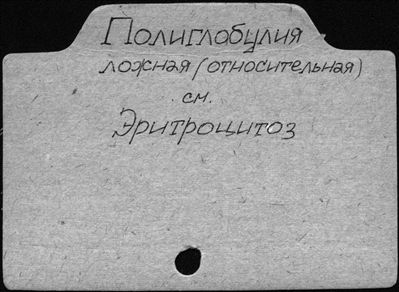 Полиглобулия
ложная (относительная)
см.
Эритроцитоз